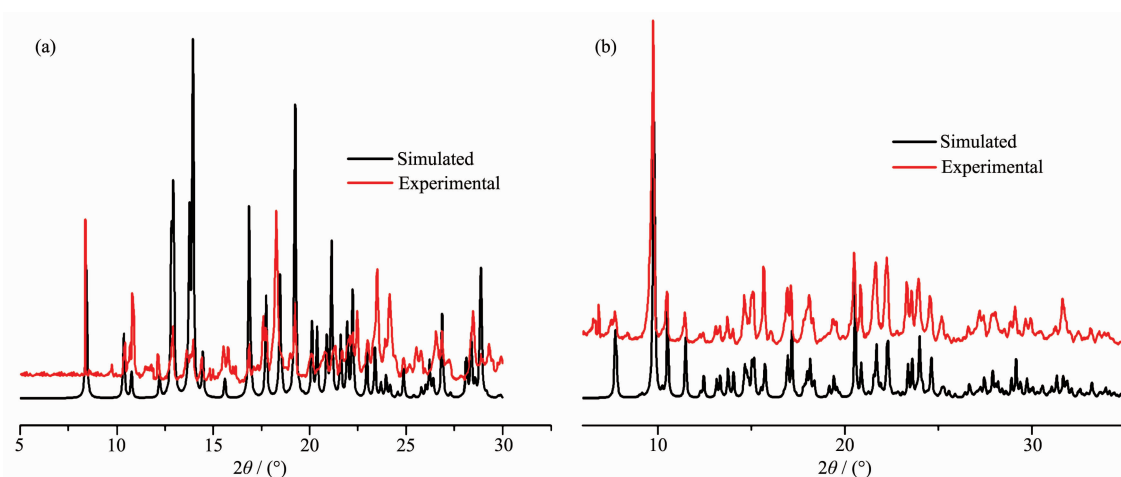 (a)
Simulated
Experimental
5 10 15 20 25 30
2θ / (°)
(b)
Simulated
Experimental
10 20 30
2θ / (°)